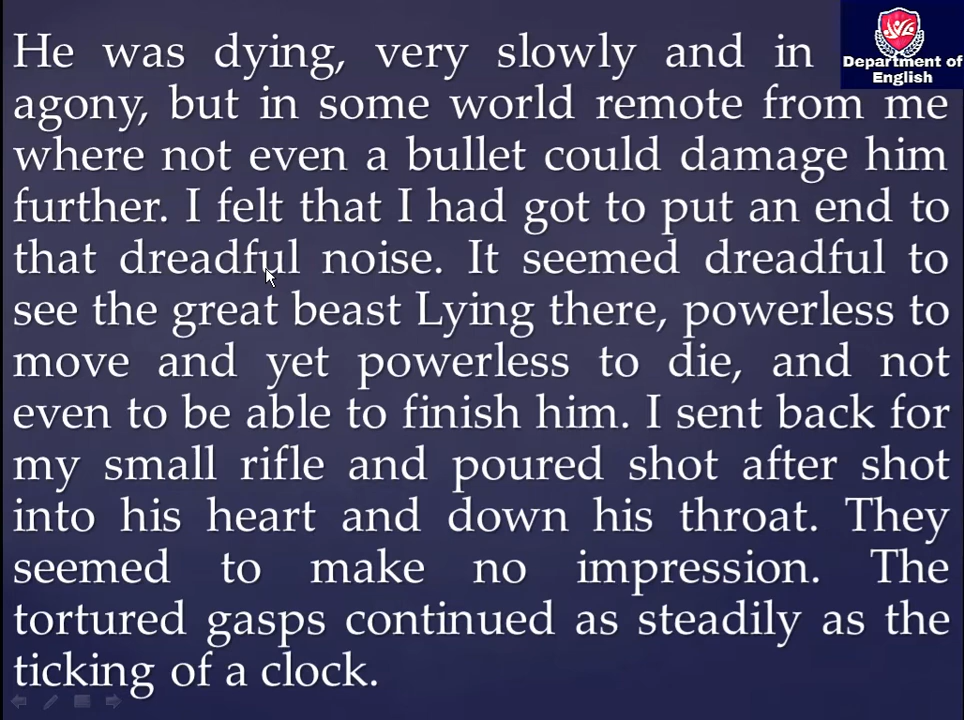 He was dying, very slowly and in
agony, but in some world remote from me
where not even a bullet could damage him
further. I felt that I had got to put an end to
that dreadful noise. It seemed dreadful to
see the great beast Lying there, powerless to
move and yet powerless to die, and not
even to be able to finish him. I sent back for
my small rifle and poured shot after shot
into his heart and down his throat. They
seemed to make no impression. The
tortured gasps continued as steadily as the
ticking of a clock.
Department of
English